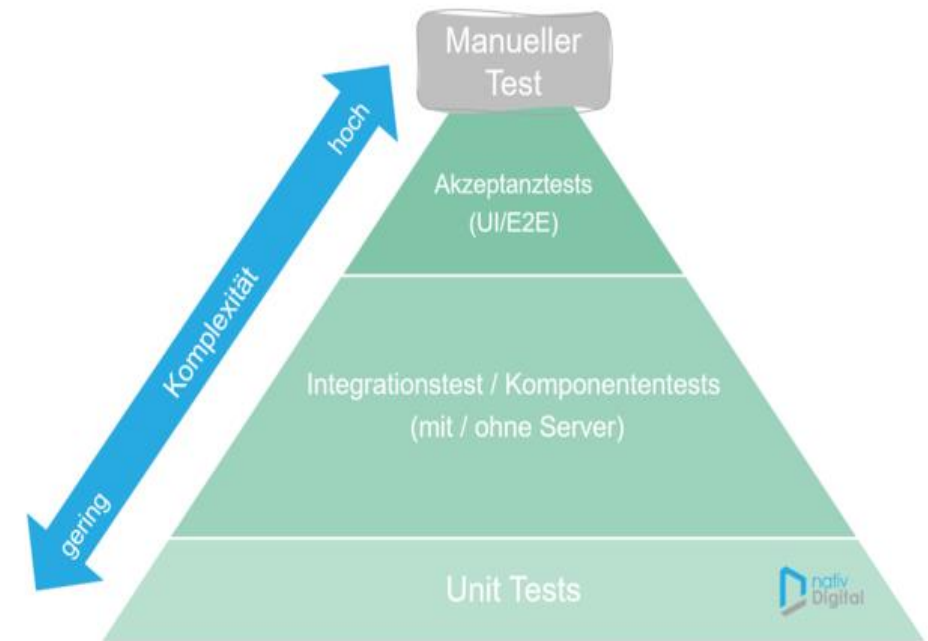 Manueller
Test
hoch
Akzeptanztests
(UI/E2E)
Komplexität
Integrationstest / Komponententests
(mit / ohne Server)
gering
Unit Tests
nativ
Digital